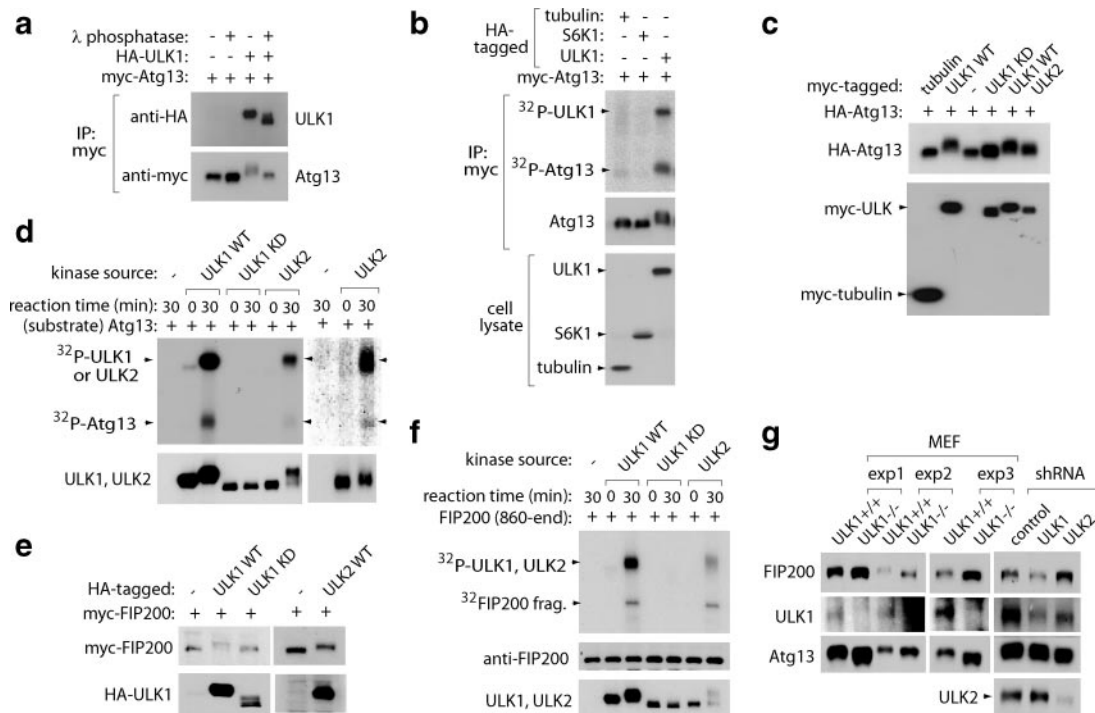 a
λ phosphatase: - + - +
HA-ULK1: - - + +
myc-Atg13: + + + +
IP: myc
anti-HA
ULK1
anti-myc
Atg13
b
HA-tagged
tubulin: + - -
S6K1: - + -
ULK1: - - +
myc-Atg13: + + +
IP: myc
32P-ULK1
32P-Atg13
Atg13
cell lysate
ULK1
S6K1
tubulin
c
myc-tagged: tubulin ULK1 WT - ULK1 KD ULK1 WT ULK2
HA-Atg13: + + + + + +
HA-Atg13
myc-ULK
myc-tubulin
d
kinase source: - ULK1 WT ULK1 KD ULK2 - ULK2
reaction time (min): 30 0 30 0 30 0 30 30 0 30
(substrate) Atg13: + + + + + + + + + +
32P-ULK1
or ULK2
32P-Atg13
ULK1, ULK2
e
HA-tagged: - ULK1 WT ULK1 KD - ULK2 WT
myc-FIP200: + + + + +
myc-FIP200
HA-ULK1
f
kinase source: - ULK1 WT ULK1 KD ULK2
reaction time (min): 30 0 30 0 30 0 30
FIP200 (860-end): + + + + + + +
32P-ULK1, ULK2
32FIP200 frag.
anti-FIP200
ULK1, ULK2
g
MEF
exp1 exp2 exp3 shRNA
ULK1+/+ ULK1-/- ULK1+/+ ULK1-/- ULK1+/+ ULK1-/- control ULK1 ULK2
FIP200
ULK1
Atg13
ULK2